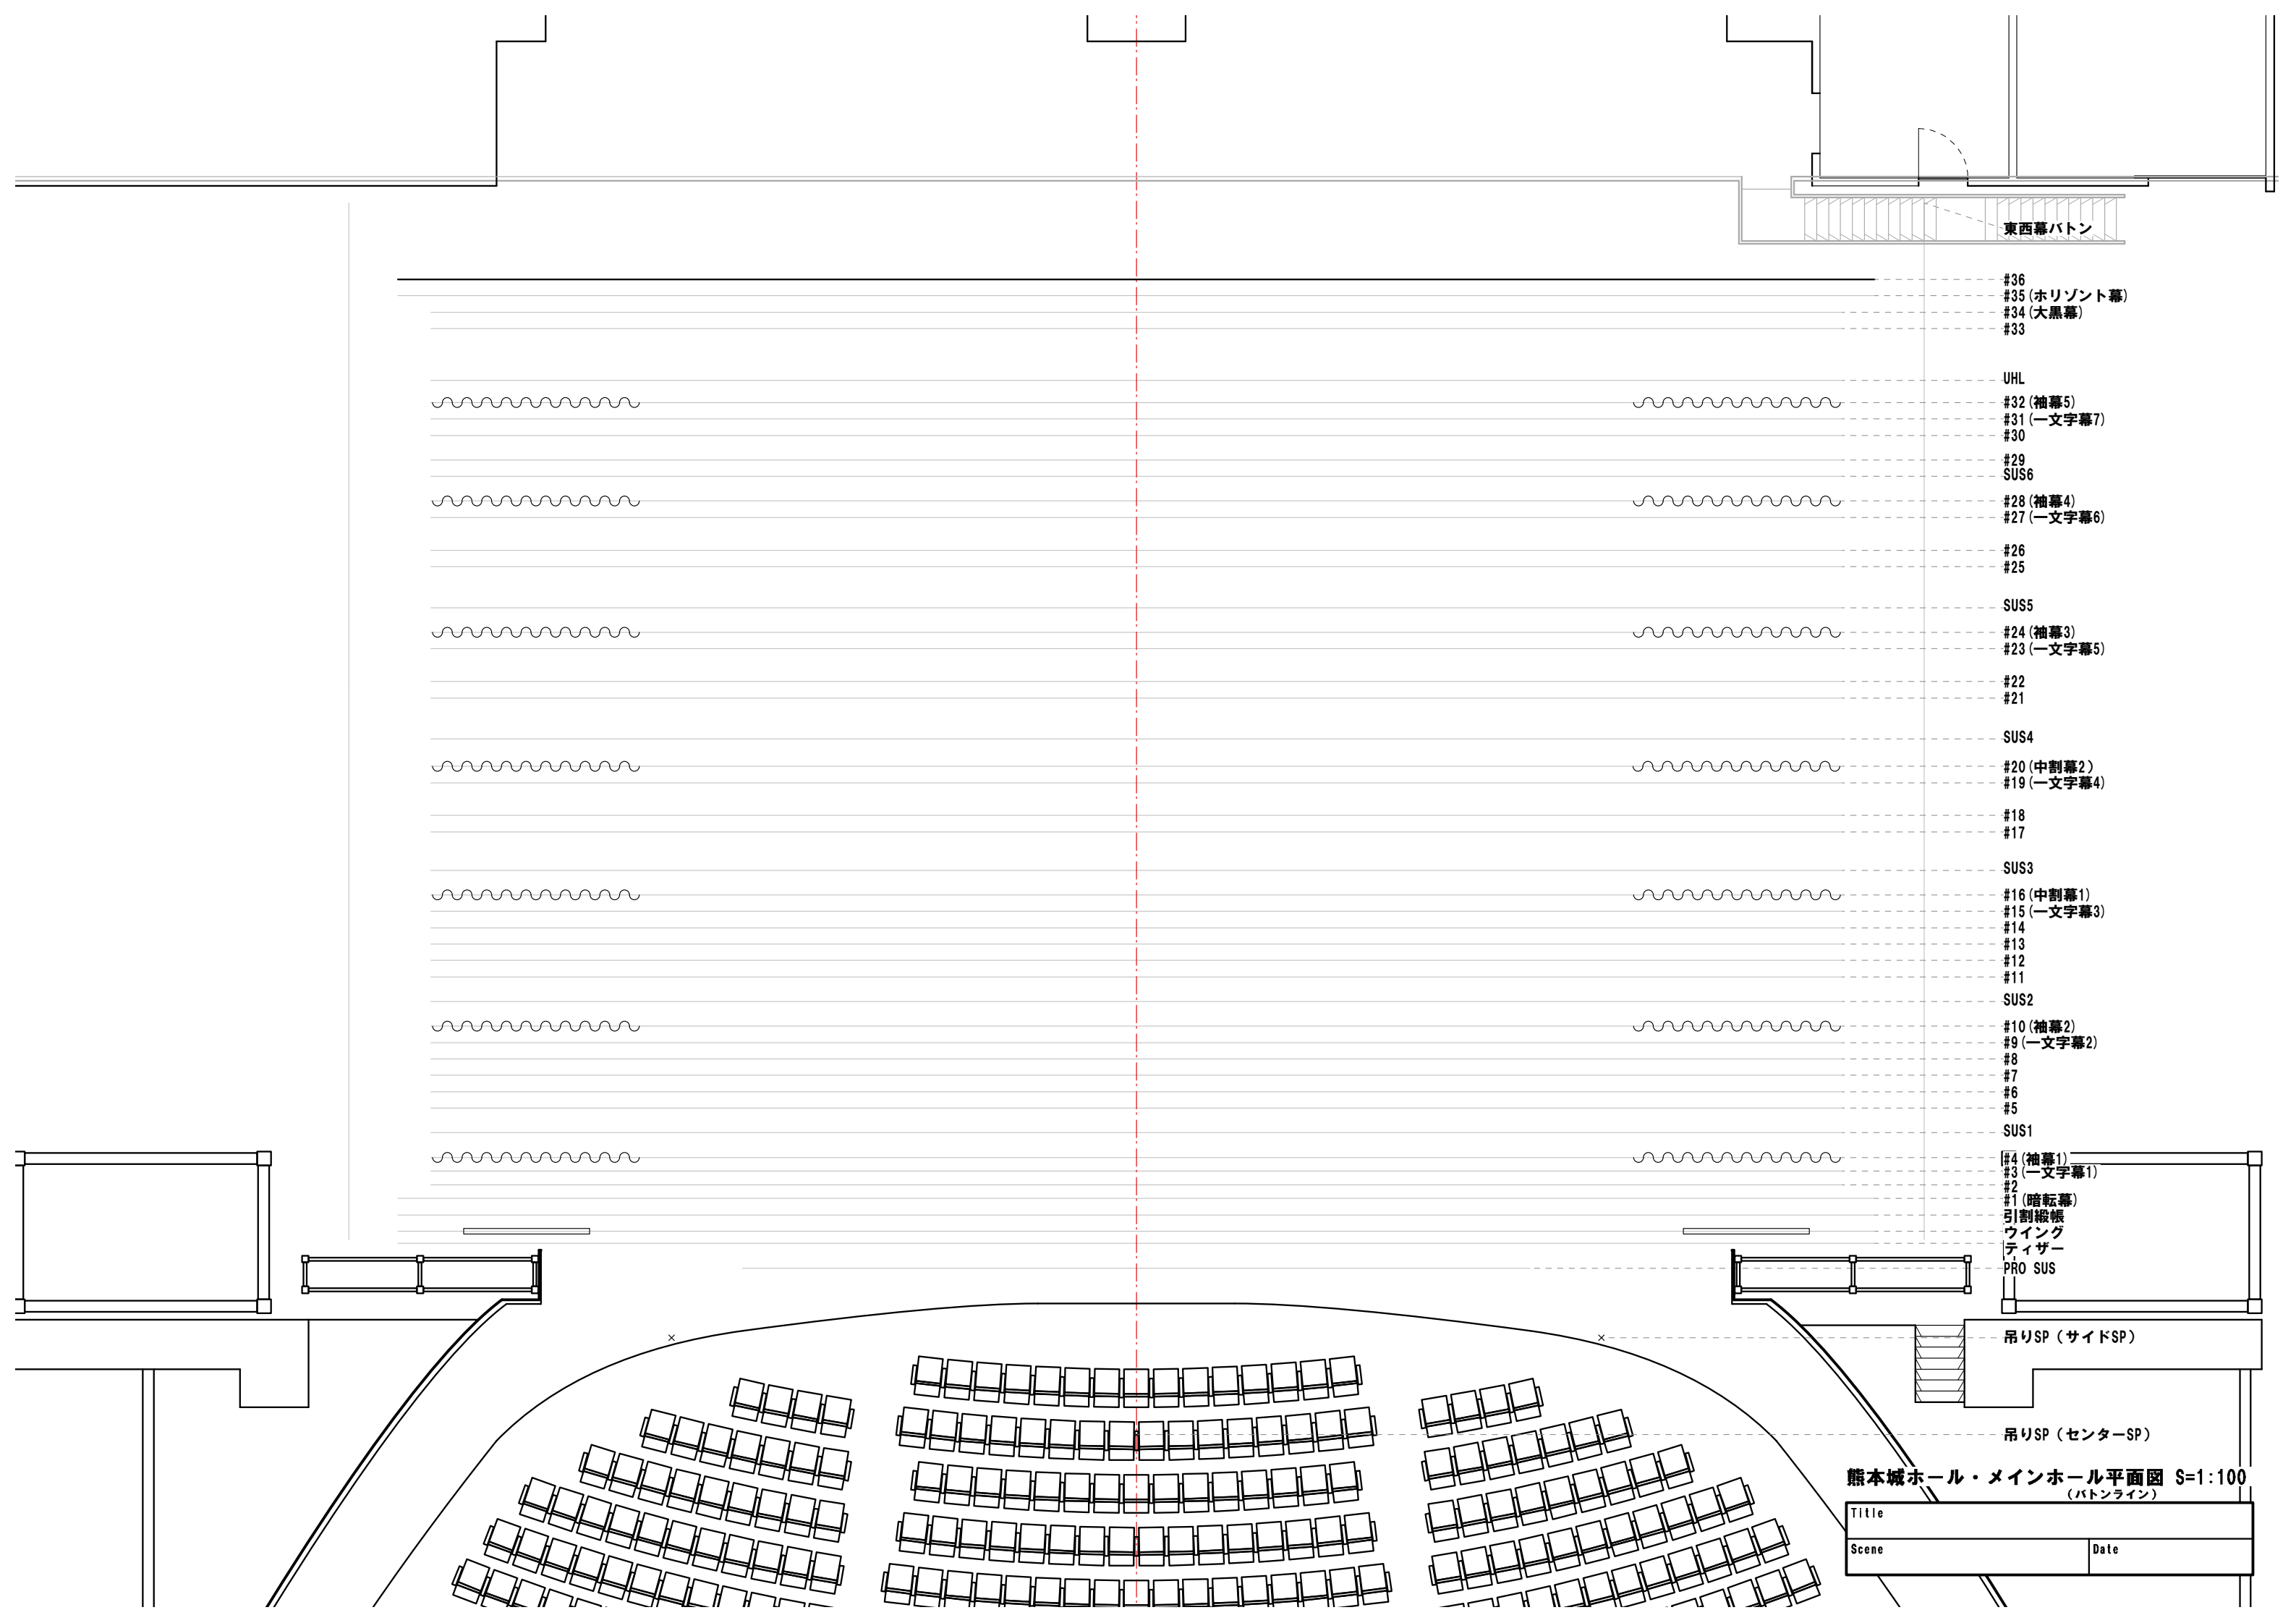 東西幕バトン
#36
#35(ホリゾント幕)
#34(大黒幕)
#33
UHL
#32(袖幕5)
#31(一文字幕7)
#30
#29
SUS6
#28(袖幕4)
#27(一文字幕6)
#26
#25
SUS5
#24(袖幕3)
#23(一文字幕5)
#22
#21
SUS4
#20(中割幕2)
#19(一文字幕4)
#18
#17
SUS3
#16(中割幕1)
#15(一文字幕3)
#14
#13
#12
#11
SUS2
#10(袖幕2)
#9(一文字幕2)
#8
#7
#6
#5
SUS1
#4(袖幕1)
#3(一文字幕1)
#2
#1(暗転幕)
引割緞帳
ウイング
ティザー
PRO SUS
吊りSP（サイドSP）
吊りSP（センターSP）
熊本城ホール・メインホール平面図 S=1:100
（バトンライン）
Title
Scene Date